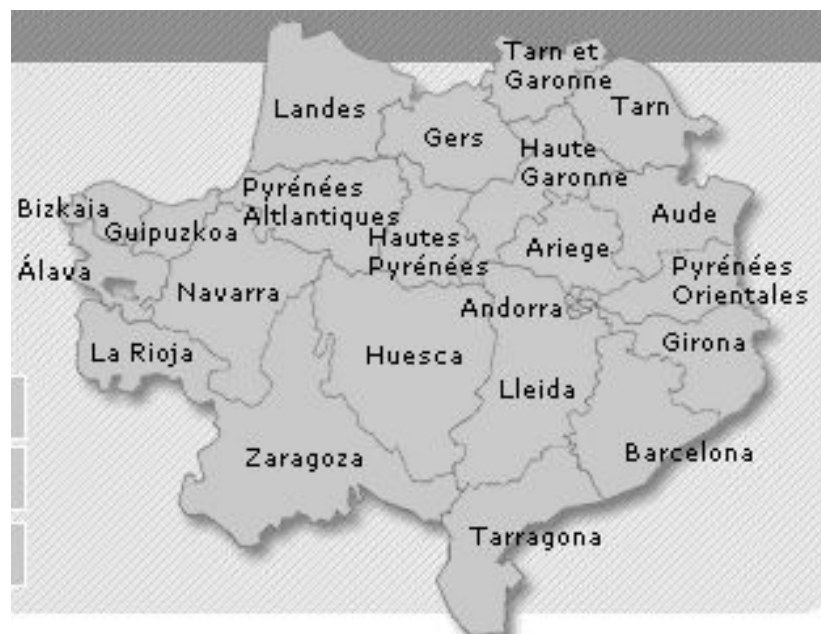 Tarn et
Garonne
Landes
Tarn
Gers
Haute
Garonne
Pyrénées
Altlantiques
Bizkaia
Guipuzkoa
Aude
Hautes
Pyrénées
Ariege
Álava
Pyrénées
Orientales
Navarra
Andorra
La Rioja
Huesca
Girona
Lleida
Zaragoza
Barcelona
Tarragona